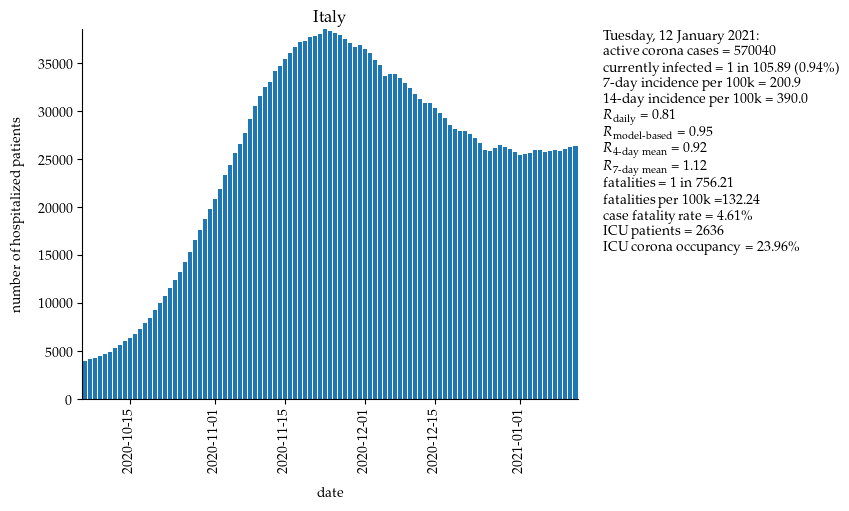 Italy
35000
30000
25000
20000
15000
10000
5000
0
number of hospitalized patients
2020-10-15
2020-11-01
2020-11-15
2020-12-01
2020-12-15
2021-01-01
date
Tuesday, 12 January 2021:
active corona cases = 570040
currently infected = 1 in 105.89 (0.94%)
7-day incidence per 100k = 200.9
14-day incidence per 100k = 390.0
Rdaily = 0.81
Rmodel-based = 0.95
R4-day mean = 0.92
R7-day mean = 1.12
fatalities = 1 in 756.21
fatalities per 100k =132.24
case fatality rate = 4.61%
ICU patients = 2636
ICU corona occupancy = 23.96%